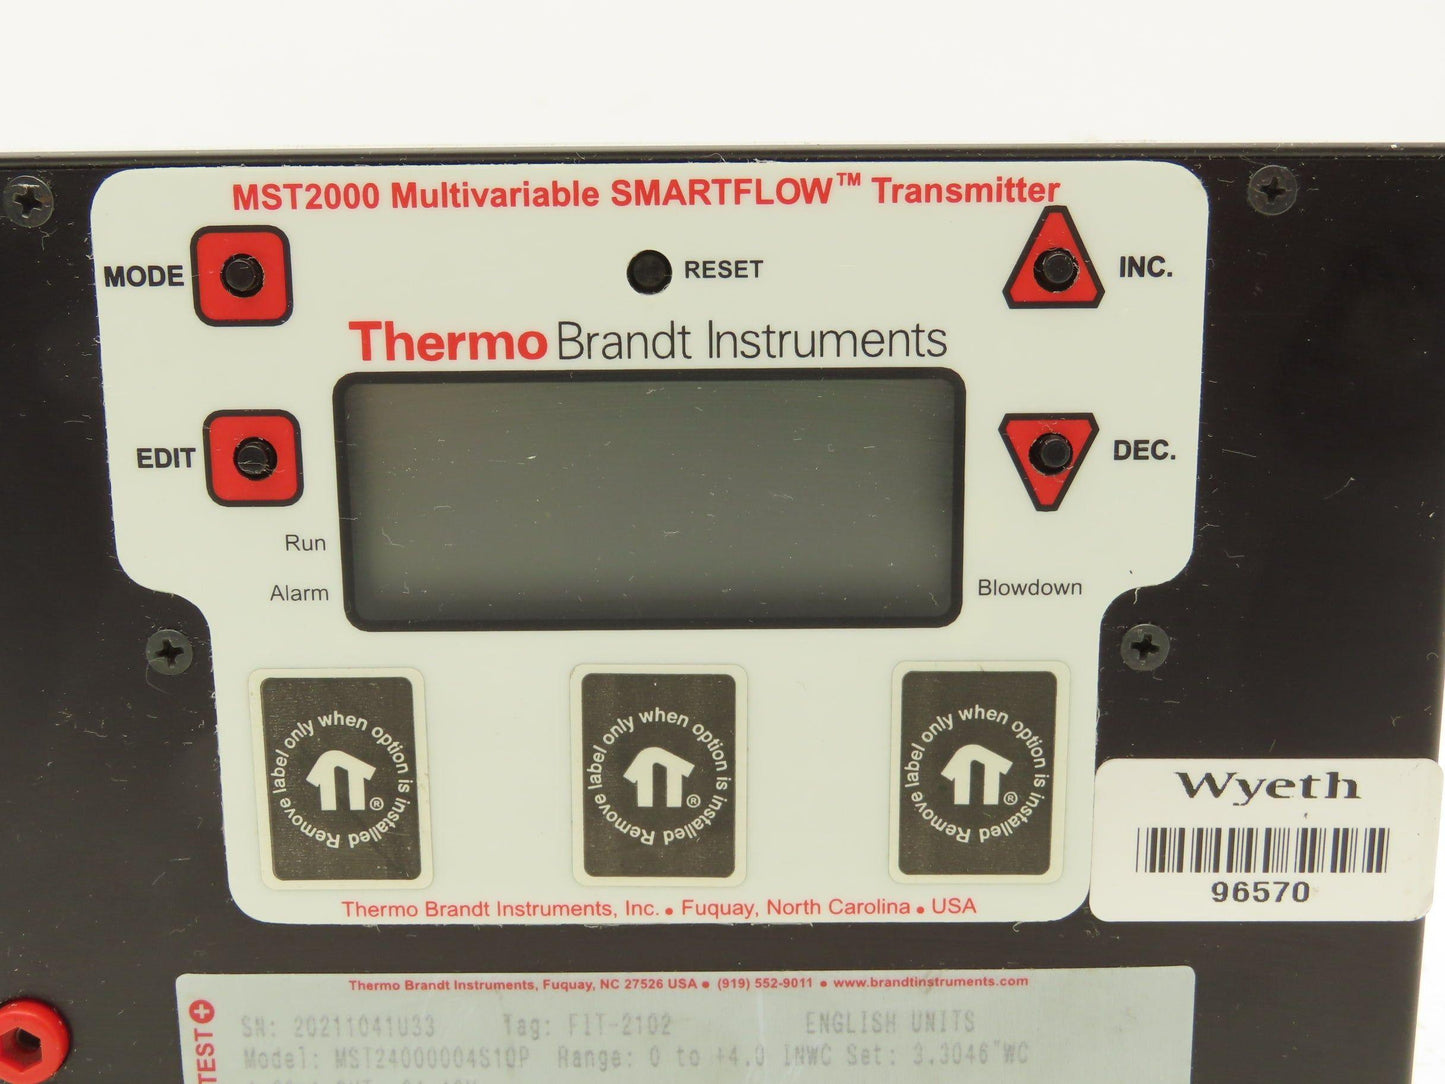 MST2000 Multivariable SMARTFLOW™ Transmitter
MODE
RESET
INC.
Thermo Brandt Instruments
EDIT
DEC.
Run
Alarm
Blowdown
Remove label only when option is installed
®
Remove label only when option is installed
®
Remove label only when option is installed
®
Wyeth
96570
Thermo Brandt Instruments, Inc. • Fuquay, North Carolina • USA
Thermo Brandt Instruments, Fuquay, NC 27526 USA • (919) 552-9011 • www.brandtinstruments.com
TEST
SN: 20211041U33 Tag: FIT-2102 ENGLISH UNITS
Model: MST24000004S10P Range: 0 to +4.0 INWC Set: 3.3046"WC